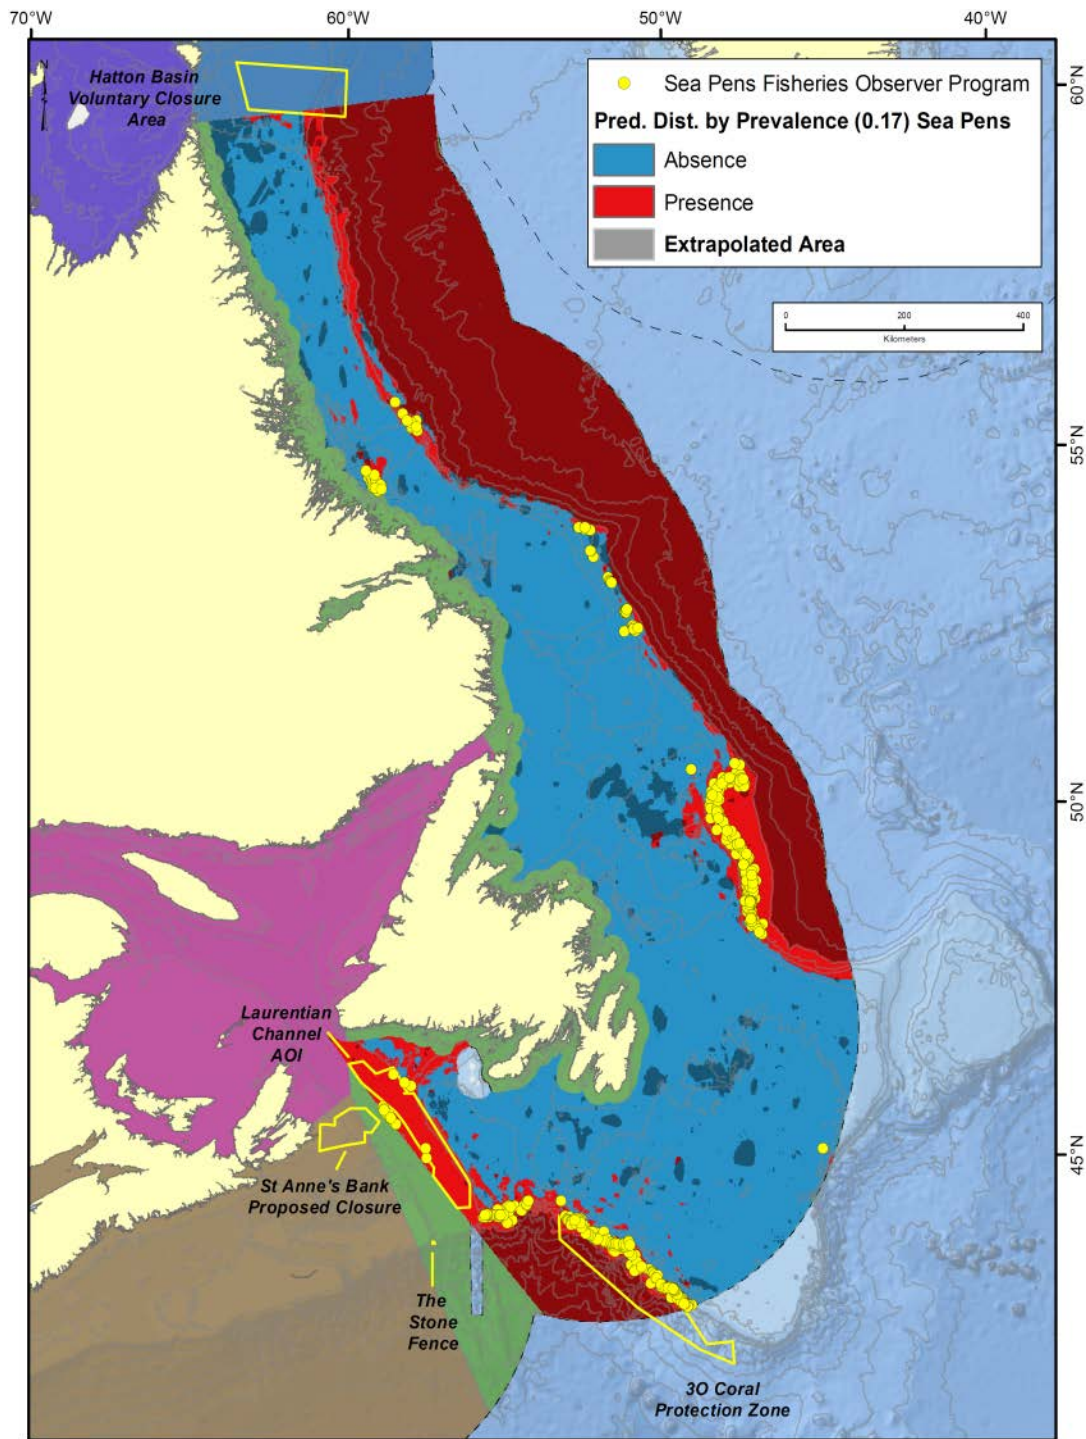 70°W 60°W 50°W 40°W
N
Hatton Basin
Voluntary Closure
Area
Sea Pens Fisheries Observer Program
Pred. Dist. by Prevalence (0.17) Sea Pens
Absence
Presence
Extrapolated Area
0 200 400
Kilometers
60°N
55°N
50°N
45°N
Laurentian
Channel
AOI
St Anne's Bank
Proposed Closure
The
Stone
Fence
3O Coral
Protection Zone